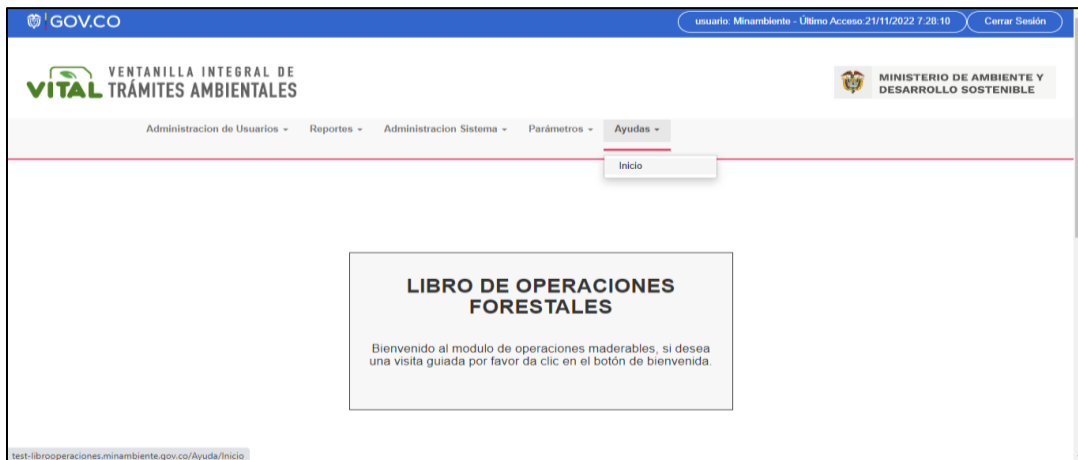 GOV.CO
usuario: Minambiente - Último Acceso:21/11/2022 7:28:10
Cerrar Sesión
VITAL
VENTANILLA INTEGRAL DE
TRÁMITES AMBIENTALES
MINISTERIO DE AMBIENTE Y
DESARROLLO SOSTENIBLE
Administracion de Usuarios
Reportes
Administracion Sistema
Parámetros
Ayudas
Inicio
LIBRO DE OPERACIONES
FORESTALES
Bienvenido al modulo de operaciones maderables, si desea
una visita guiada por favor da clic en el botón de bienvenida.
test-librooperaciones.minambiente.gov.co/Ayuda/Inicio